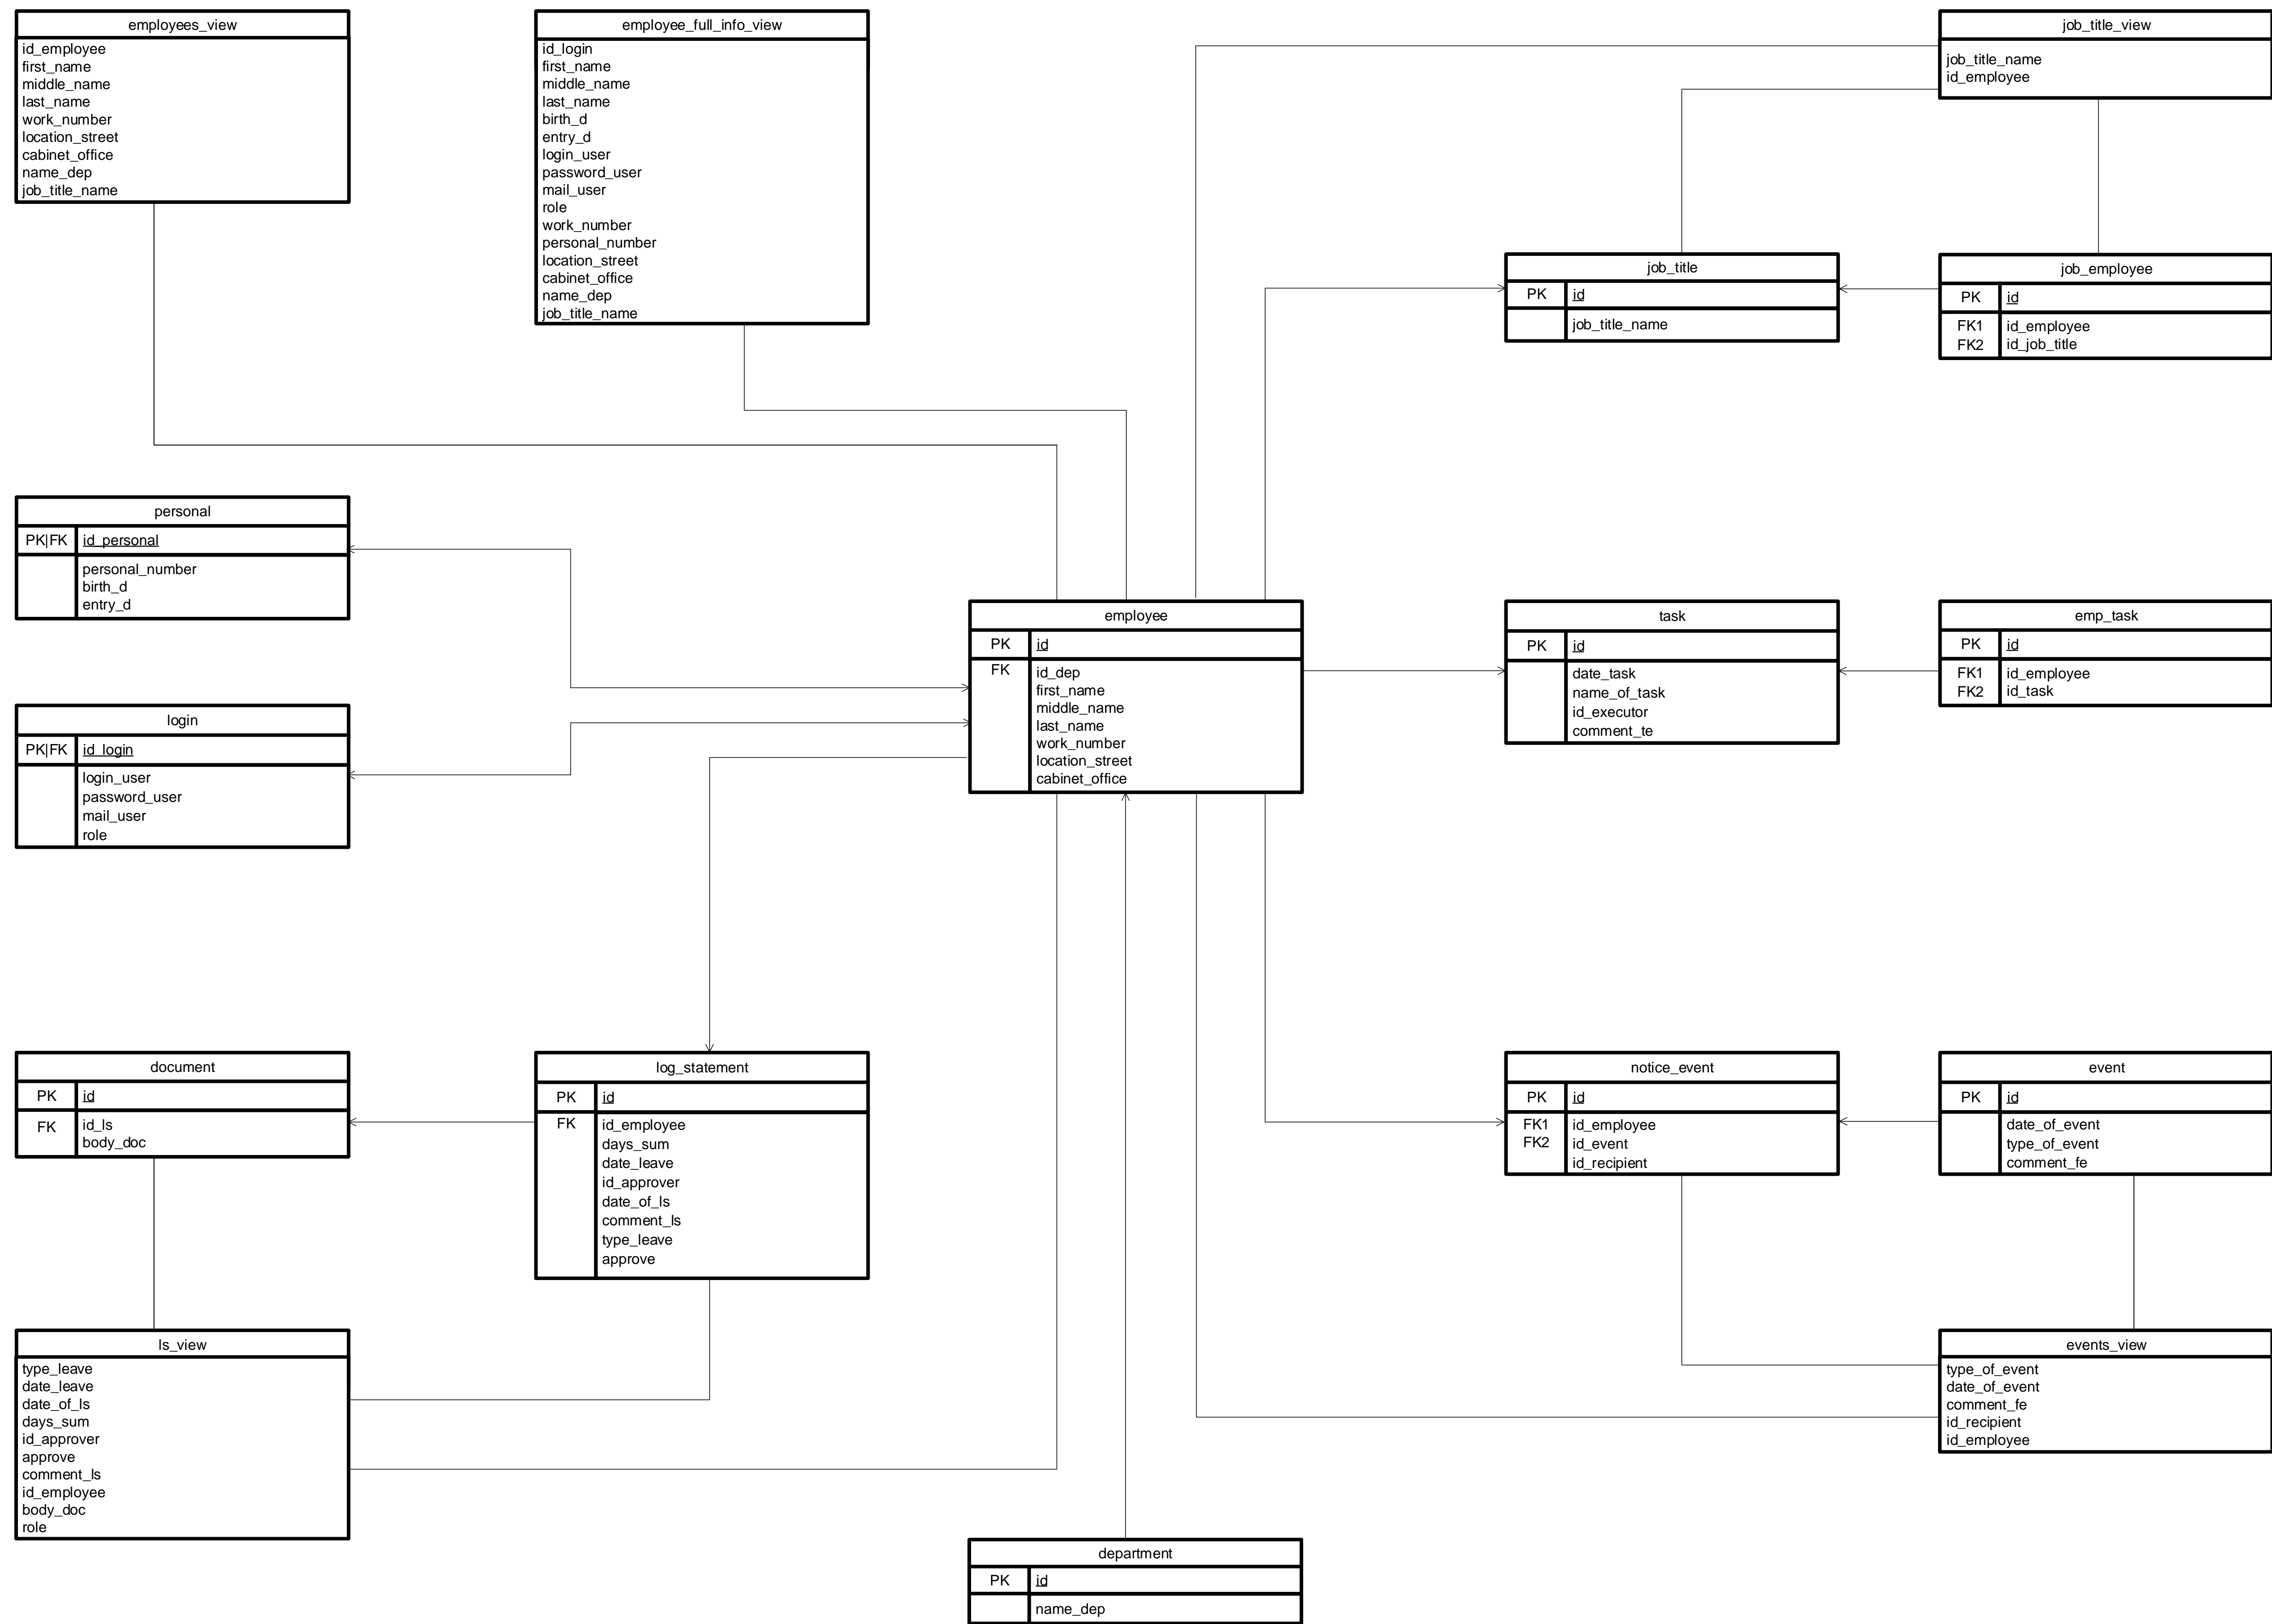 employees_view
id_employee
first_name
middle_name
last_name
work_number
location_street
cabinet_office
name_dep
job_title_name
employee_full_info_view
id_login
first_name
middle_name
last_name
birth_d
entry_d
login_user
password_user
mail_user
role
work_number
personal_number
location_street
cabinet_office
name_dep
job_title_name
job_title_view
job_title_name
id_employee
job_title
PK id
job_title_name
job_employee
PK id
FK1 id_employee
FK2 id_job_title
personal
PK|FK id_personal
personal_number
birth_d
entry_d
login
PK|FK id_login
login_user
password_user
mail_user
role
employee
PK id
FK id_dep
first_name
middle_name
last_name
work_number
location_street
cabinet_office
task
PK id
date_task
name_of_task
id_executor
comment_te
emp_task
PK id
FK1 id_employee
FK2 id_task
document
PK id
FK id_ls
body_doc
log_statement
PK id
FK id_employee
days_sum
date_leave
id_approver
date_of_ls
comment_ls
type_leave
approve
notice_event
PK id
FK1 id_employee
FK2 id_event
id_recipient
event
PK id
date_of_event
type_of_event
comment_fe
ls_view
type_leave
date_leave
date_of_ls
days_sum
id_approver
approve
comment_ls
id_employee
body_doc
role
events_view
type_of_event
date_of_event
comment_fe
id_recipient
id_employee
department
PK id
name_dep